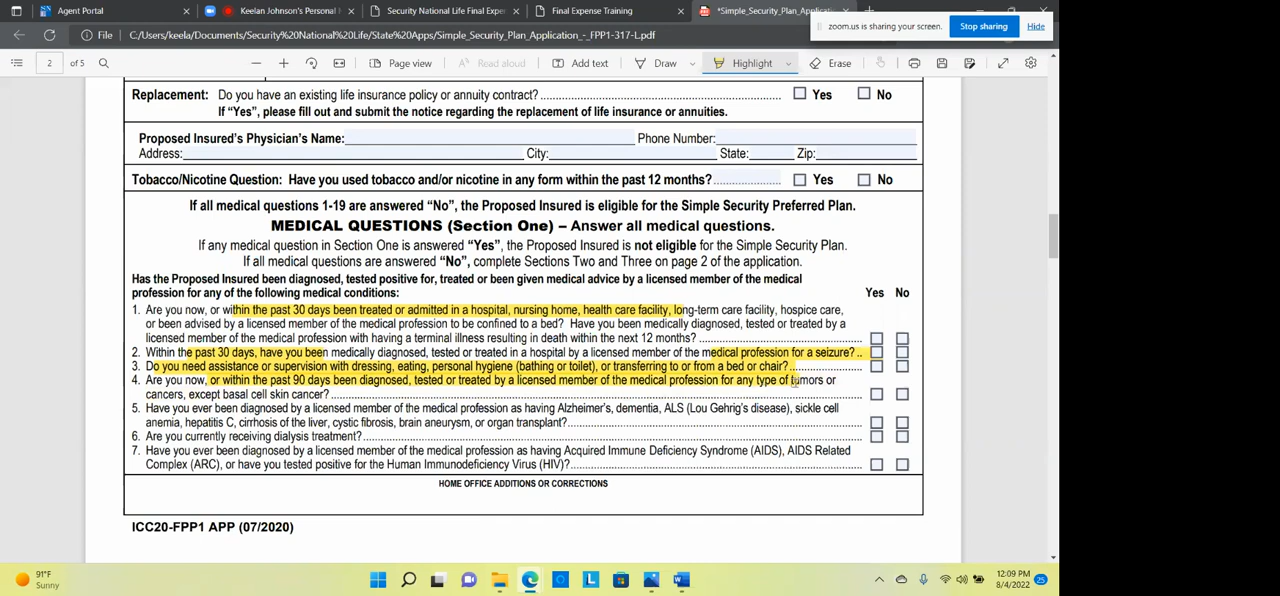 Agent Portal
Keelan Johnson's Personal M
Security National Life Final Exper
Final Expense Training
*Simple_Security_Plan_Applicatio
zoom.us is sharing your screen.
Stop sharing
Hide
File
C:/Users/keela/Documents/Security%20National%20Life/State%20Apps/Simple_Security_Plan_Application_-_FPP1-317-L.pdf
2 of 5
Page view
Read aloud
Add text
Draw
Highlight
Erase
Replacement: Do you have an existing life insurance policy or annuity contract?
Yes No
If "Yes", please fill out and submit the notice regarding the replacement of life insurance or annuities.
Proposed Insured's Physician's Name: Phone Number:
Address: City: State: Zip:
Tobacco/Nicotine Question: Have you used tobacco and/or nicotine in any form within the past 12 months? Yes No
If all medical questions 1-19 are answered "No", the Proposed Insured is eligible for the Simple Security Preferred Plan.
MEDICAL QUESTIONS (Section One) – Answer all medical questions.
If any medical question in Section One is answered "Yes", the Proposed Insured is not eligible for the Simple Security Plan.
If all medical questions are answered "No", complete Sections Two and Three on page 2 of the application.
Has the Proposed Insured been diagnosed, tested positive for, treated or been given medical advice by a licensed member of the medical
profession for any of the following medical conditions: Yes No
1. Are you now, or within the past 30 days been treated or admitted in a hospital, nursing home, health care facility, long-term care facility, hospice care,
or been advised by a licensed member of the medical profession to be confined to a bed? Have you been medically diagnosed, tested or treated by a
licensed member of the medical profession with having a terminal illness resulting in death within the next 12 months?
2. Within the past 30 days, have you been medically diagnosed, tested or treated in a hospital by a licensed member of the medical profession for a seizure?
3. Do you need assistance or supervision with dressing, eating, personal hygiene (bathing or toilet), or transferring to or from a bed or chair?
4. Are you now, or within the past 90 days been diagnosed, tested or treated by a licensed member of the medical profession for any type of tumors or
cancers, except basal cell skin cancer?
5. Have you ever been diagnosed by a licensed member of the medical profession as having Alzheimer's, dementia, ALS (Lou Gehrig's disease), sickle cell
anemia, hepatitis C, cirrhosis of the liver, cystic fibrosis, brain aneurysm, or organ transplant?
6. Are you currently receiving dialysis treatment?
7. Have you ever been diagnosed by a licensed member of the medical profession as having Acquired Immune Deficiency Syndrome (AIDS), AIDS Related
Complex (ARC), or have you tested positive for the Human Immunodeficiency Virus (HIV)?
HOME OFFICE ADDITIONS OR CORRECTIONS
ICC20-FPP1 APP (07/2020)
91°F
Sunny
12:09 PM
8/4/2022
25